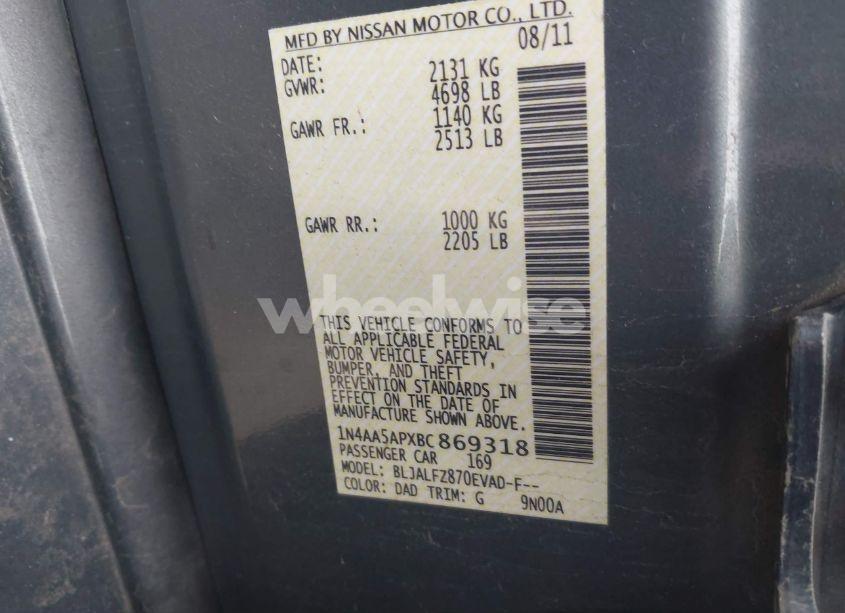 MFD BY NISSAN MOTOR CO., LTD.
DATE: 08/11
GVWR: 2131 KG
4698 LB
GAWR FR.: 1140 KG
2513 LB
GAWR RR.: 1000 KG
2205 LB
wheelwise
THIS VEHICLE CONFORMS TO
ALL APPLICABLE FEDERAL
MOTOR VEHICLE SAFETY,
BUMPER, AND THEFT
PREVENTION STANDARDS IN
EFFECT ON THE DATE OF
MANUFACTURE SHOWN ABOVE.
1N4AA5APXBC869318
PASSENGER CAR 169
MODEL: BLJALFZ870EVAD-F--
COLOR: DAD TRIM: G 9N00A